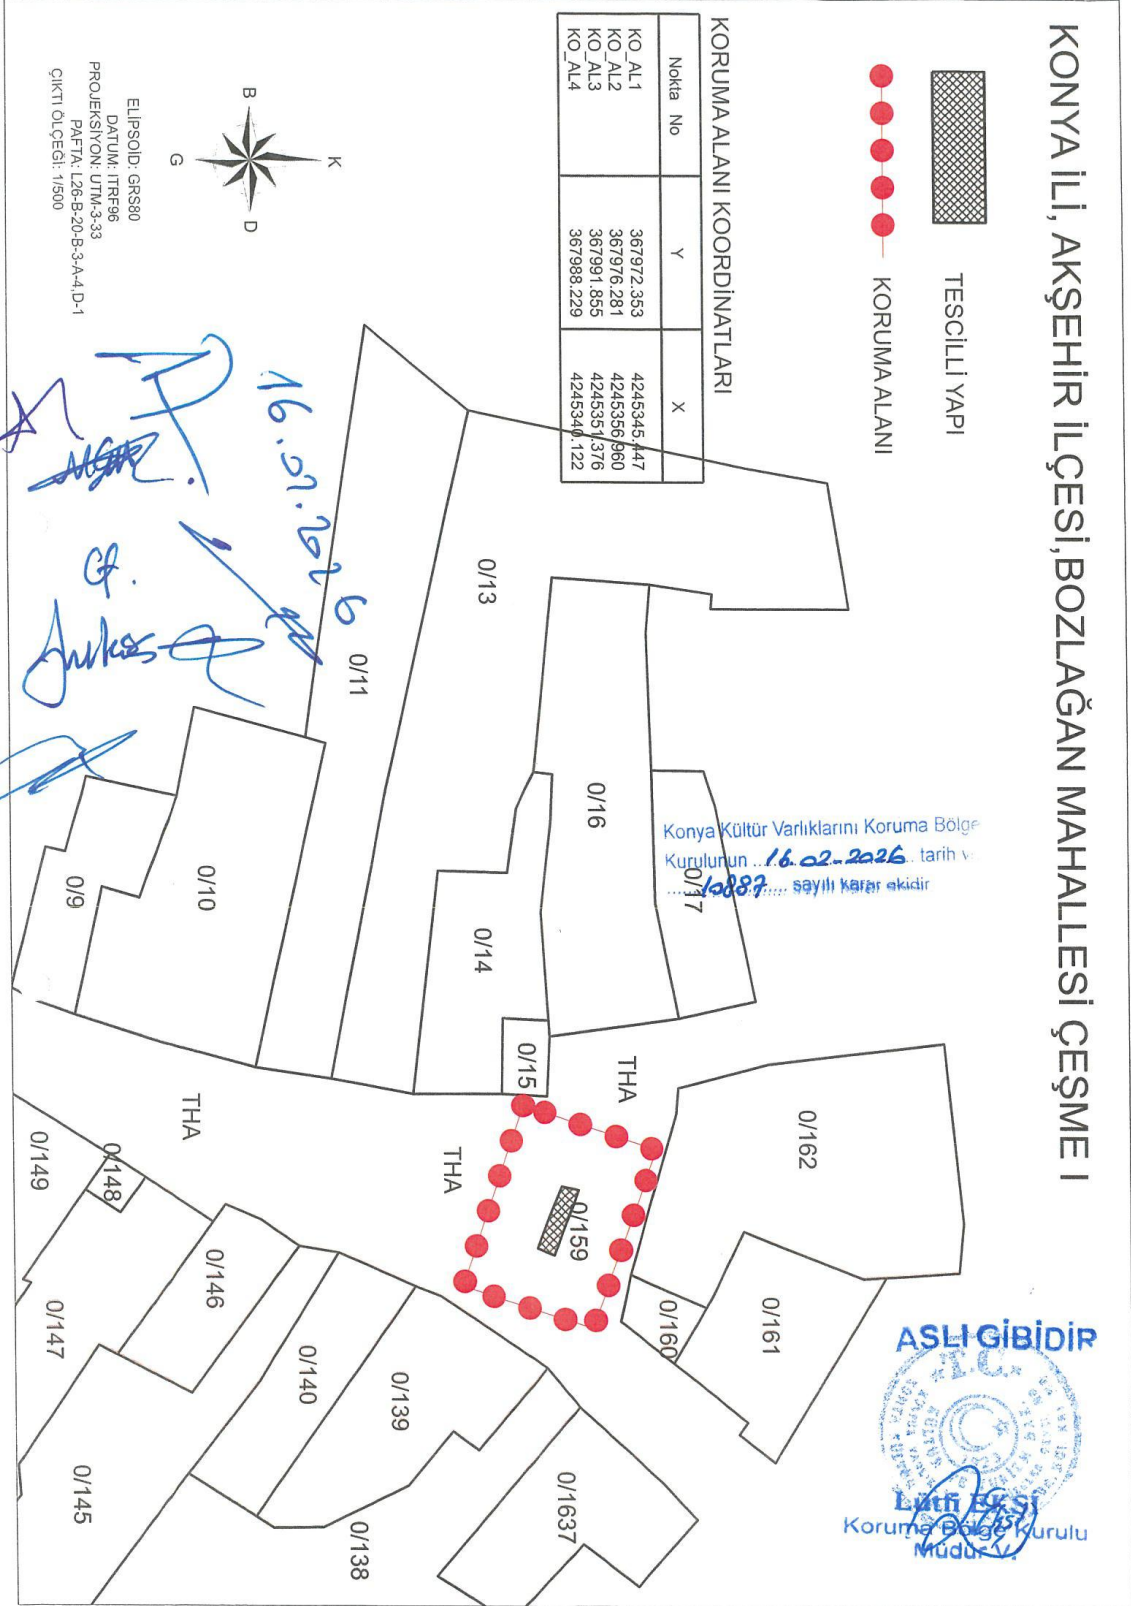 KONYA İLİ, AKŞEHİR İLÇESİ,BOZLAĞAN MAHALLESİ ÇEŞME I
TESCİLLİ YAPI
KORUMA ALANI
KORUMA ALANI KOORDİNATLARI
Nokta No Y X
KO_AL1 367972.353 4245345.447
KO_AL2 367976.281 4245356.960
KO_AL3 367991.855 4245351.376
KO_AL4 367988.229 4245340.122
K
B
D
G
ELİPSOİD: GRS80
DATUM: ITRF96
PROJEKSİYON: UTM-3-33
PAFTA: L26-B-20-B-3-A-4,D-1
ÇIKTI ÖLÇEĞİ: 1/500
0/13
0/11
0/16
0/17
0/10
0/9
0/14
0/15
THA
THA
THA
0/162
0/159
0/160
0/161
0/148
0/149
0/146
0/147
0/140
0/139
0/145
0/138
0/1637
Konya Kültür Varlıklarını Koruma Bölge
Kurulunun 16.02.2026 tarih v
10887 sayılı karar ekidir
16.02.2026
ASLI GİBİDİR
T.C.
Lütfi EKŞİ
Koruma Bölge Kurulu
Müdür V.